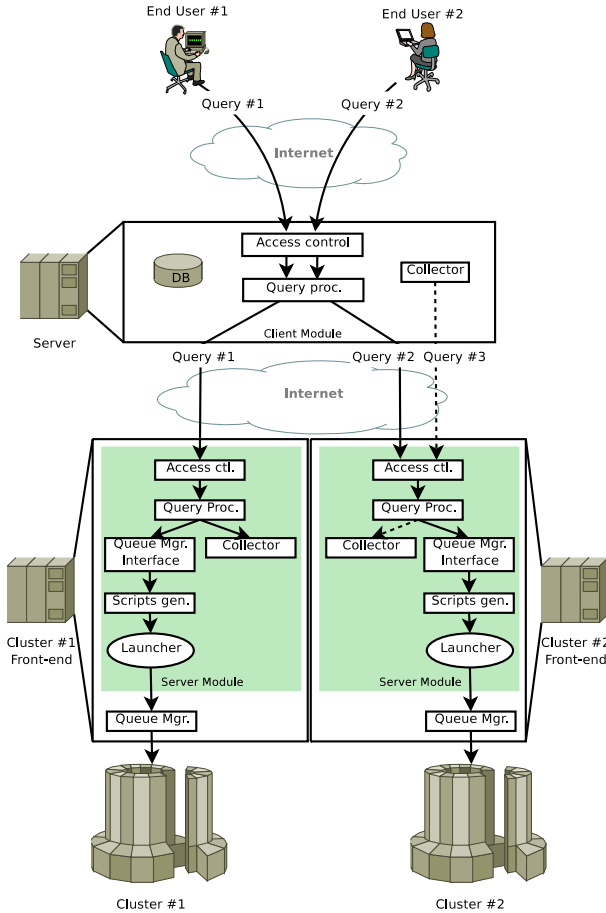 End User #1
End User #2
Query #1
Query #2
Internet
Access control
DB
Query proc.
Collector
Client Module
Server
Query #1
Query #2
Query #3
Internet
Access ctl.
Query Proc.
Queue Mgr.
Interface
Collector
Scripts gen.
Launcher
Server Module
Queue Mgr.
Cluster #1
Front-end
Cluster #1
Access ctl.
Query Proc.
Collector
Queue Mgr.
Interface
Scripts gen.
Launcher
Server Module
Queue Mgr.
Cluster #2
Front-end
Cluster #2